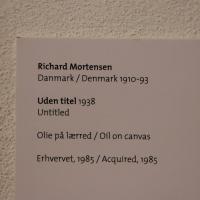 Richard Mortensen
Danmark / Denmark 1910-93
Uden titel 1938
Untitled
Olie på lærred / Oil on canvas
Erhvervet, 1985 / Acquired, 1985